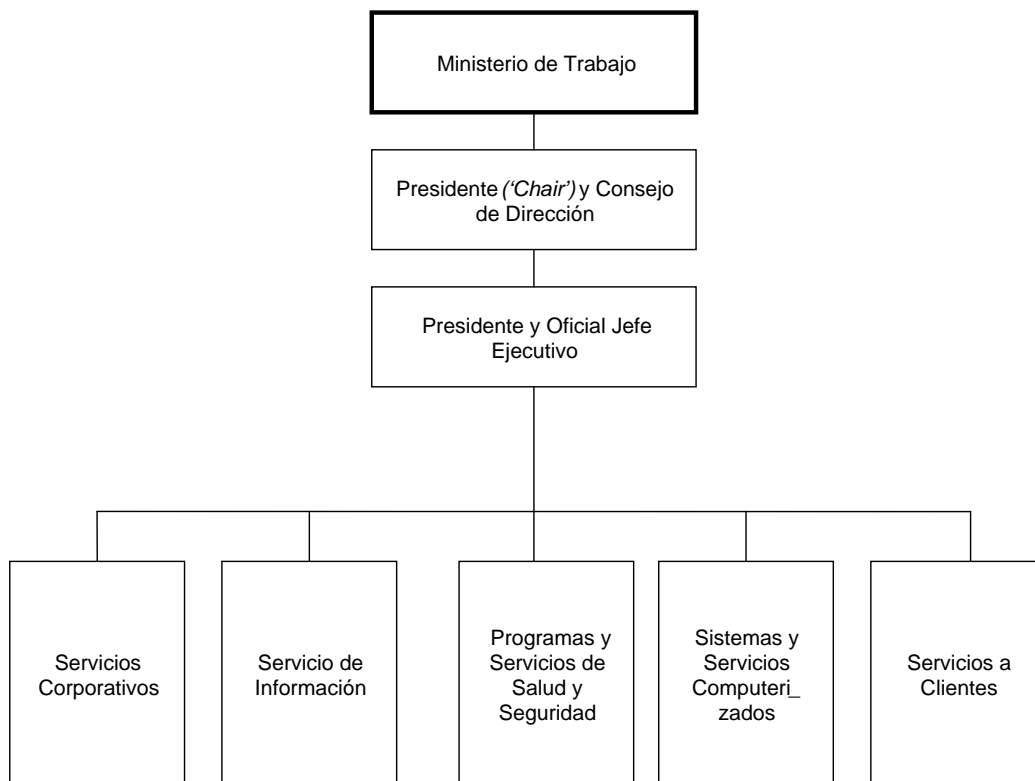 Ministerio de Trabajo
Presidente (‘Chair’) y Consejo
de Dirección
Presidente y Oficial Jefe
Ejecutivo
Servicios
Corporativos
Servicio de
Información
Programas y
Servicios de
Salud y
Seguridad
Sistemas y
Servicios
Computeri_
zados
Servicios a
Clientes